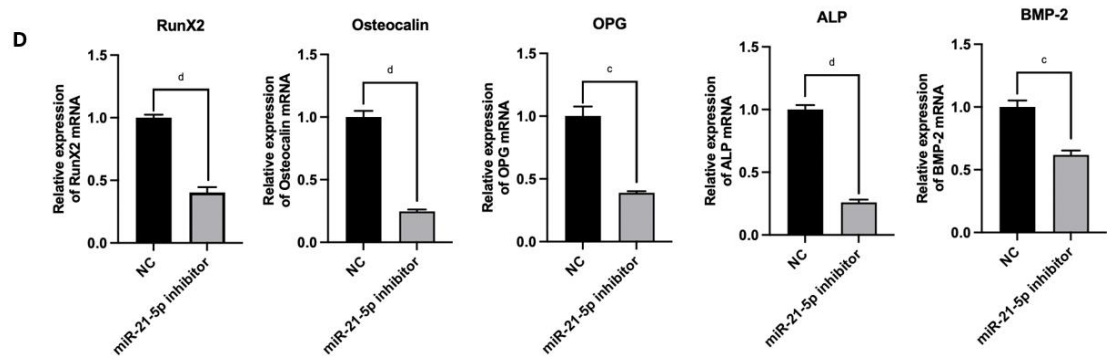 D
RunX2
Relative expression
of RunX2 mRNA
1.5
1.0
0.5
0.0
d
NC
miR-21-5p inhibitor
Osteocalin
Relative expression
of Osteocalin mRNA
1.5
1.0
0.5
0.0
d
NC
miR-21-5p inhibitor
OPG
Relative expression
of OPG mRNA
1.5
1.0
0.5
0.0
c
NC
miR-21-5p inhibitor
ALP
Relative expression
of ALP mRNA
1.5
1.0
0.5
0.0
d
NC
miR-21-5p inhibitor
BMP-2
Relative expression
of BMP-2 mRNA
1.5
1.0
0.5
0.0
c
NC
miR-21-5p inhibitor